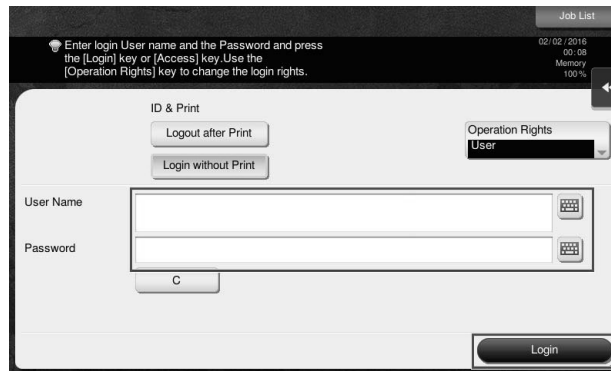 Job List
Enter login User name and the Password and press
the [Login] key or [Access] key.Use the
[Operation Rights] key to change the login rights.
02/02/2016
00:08
Memory
100%
ID & Print
Logout after Print
Operation Rights
User
Login without Print
User Name
Password
C
Login